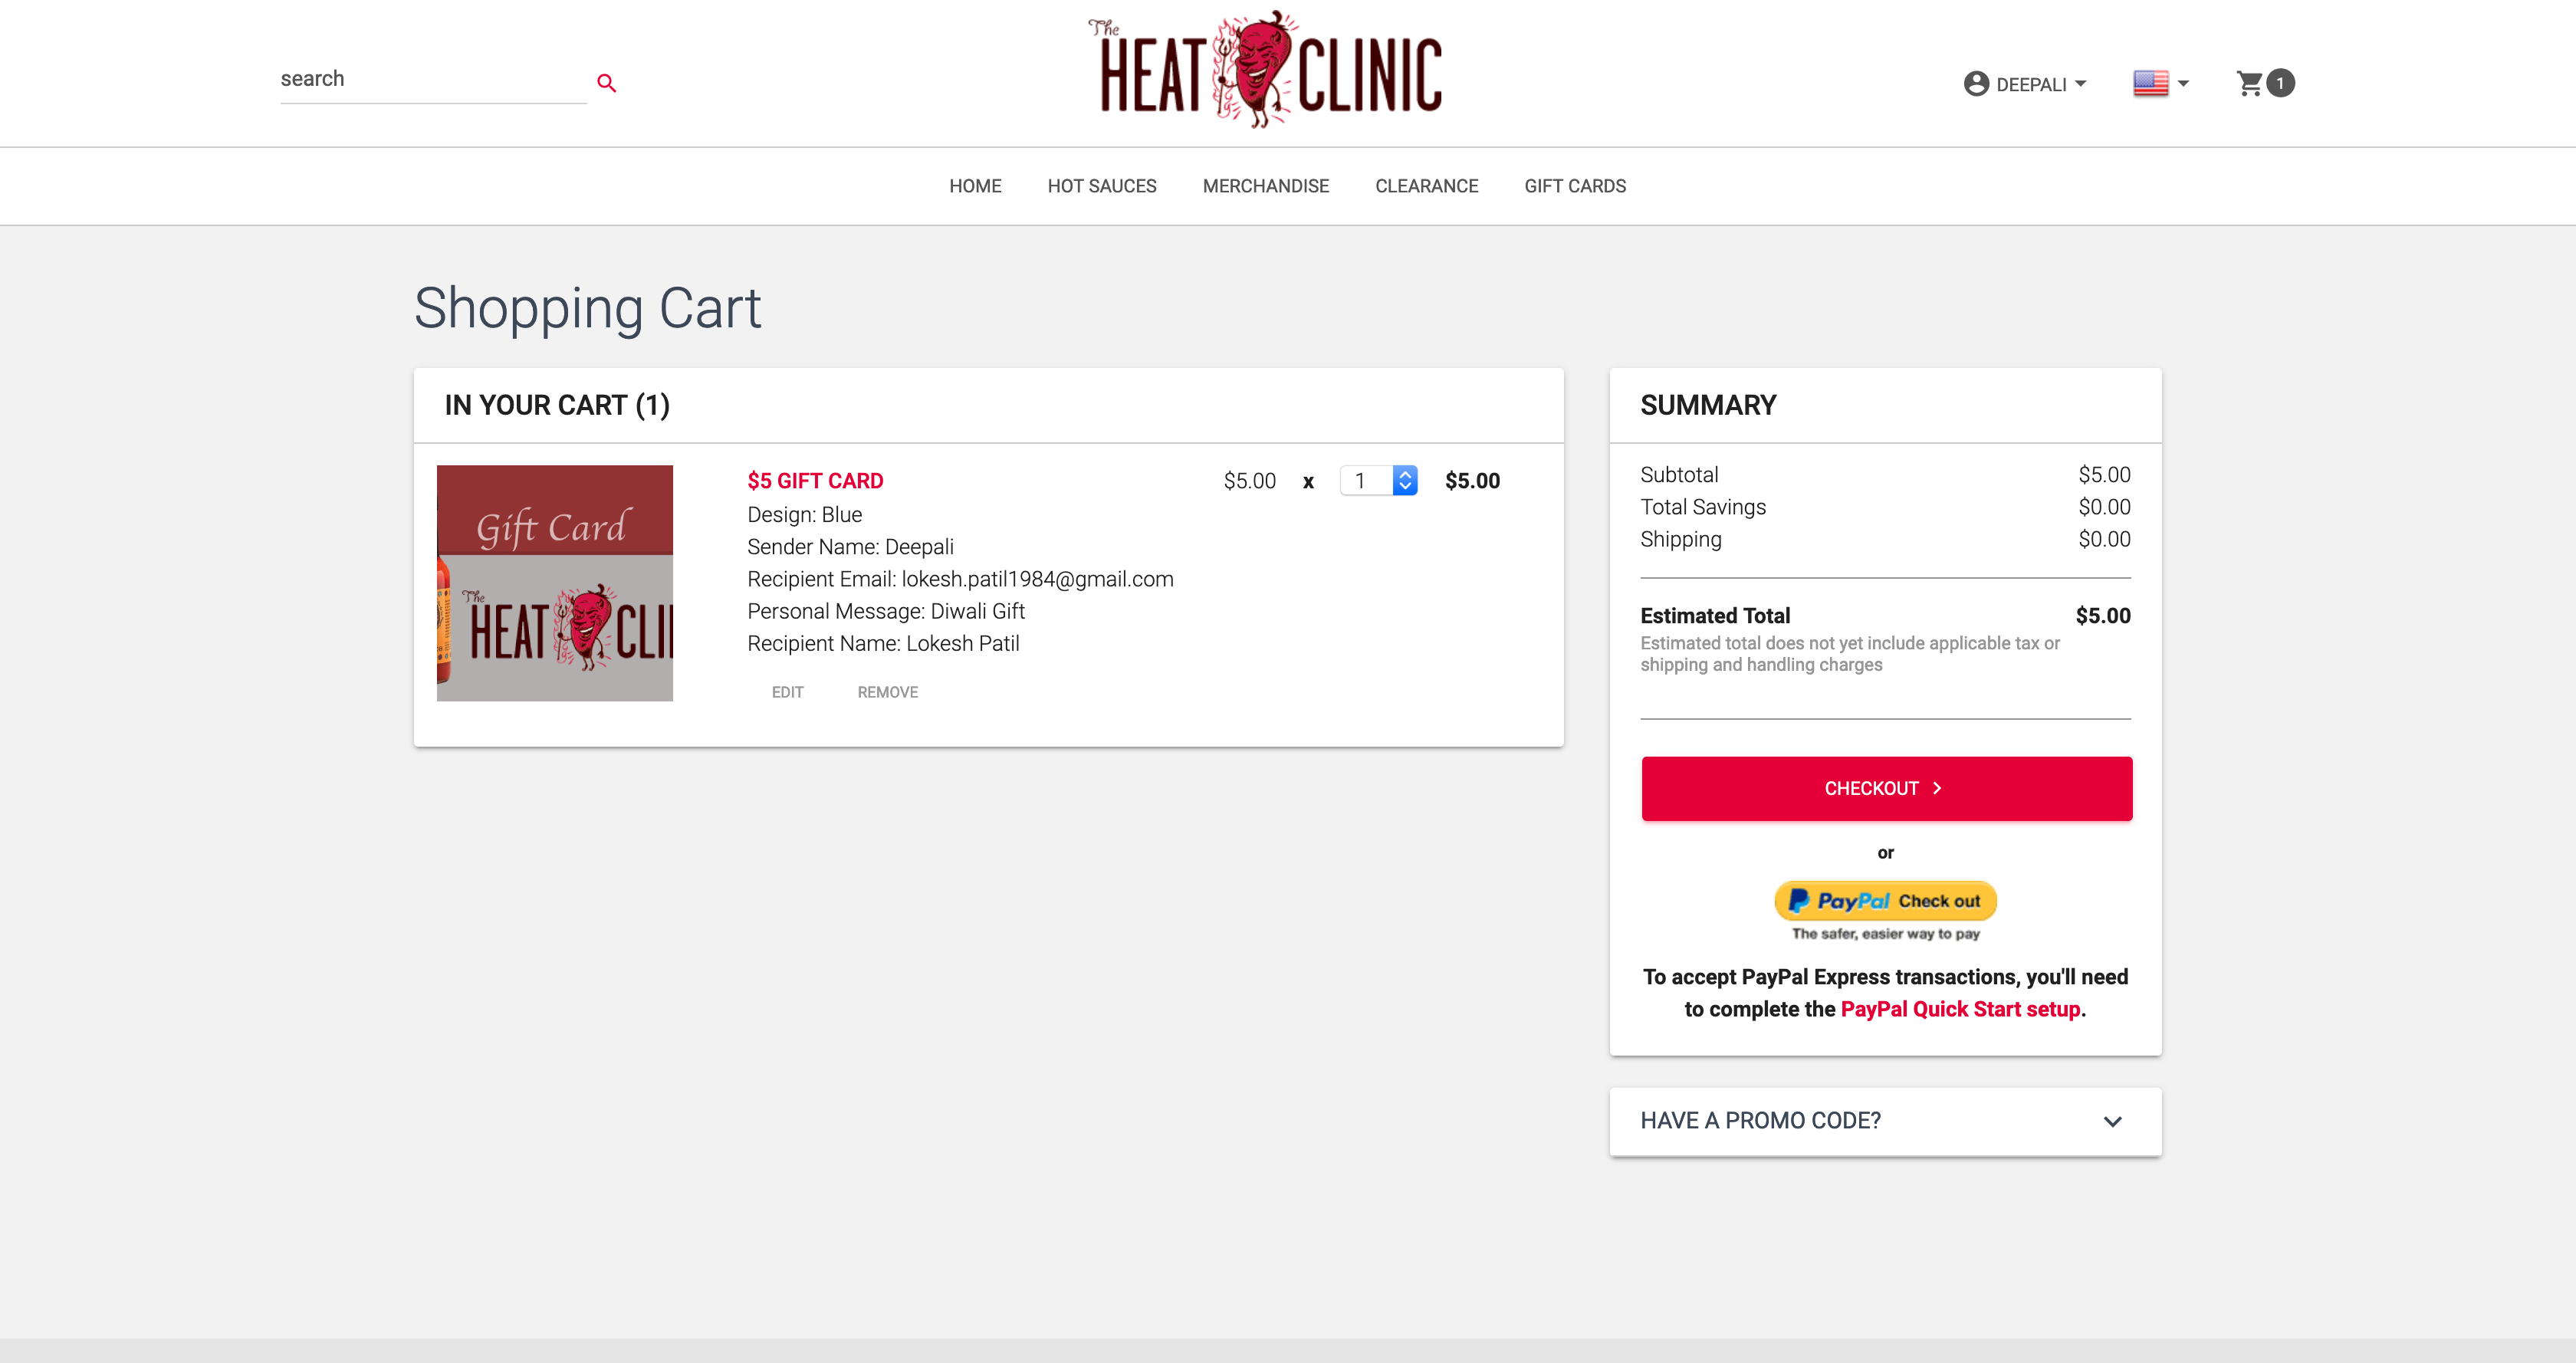 search
The HEAT CLINIC
DEEPALI
1
HOME HOT SAUCES MERCHANDISE CLEARANCE GIFT CARDS
Shopping Cart
IN YOUR CART (1)
Gift Card
The HEAT CLI
$5 GIFT CARD $5.00 x 1 $5.00
Design: Blue
Sender Name: Deepali
Recipient Email: lokesh.patil1984@gmail.com
Personal Message: Diwali Gift
Recipient Name: Lokesh Patil
EDIT REMOVE
SUMMARY
Subtotal $5.00
Total Savings $0.00
Shipping $0.00
Estimated Total $5.00
Estimated total does not yet include applicable tax or
shipping and handling charges
CHECKOUT
or
PayPal Check out
The safer, easier way to pay
To accept PayPal Express transactions, you'll need
to complete the PayPal Quick Start setup.
HAVE A PROMO CODE?